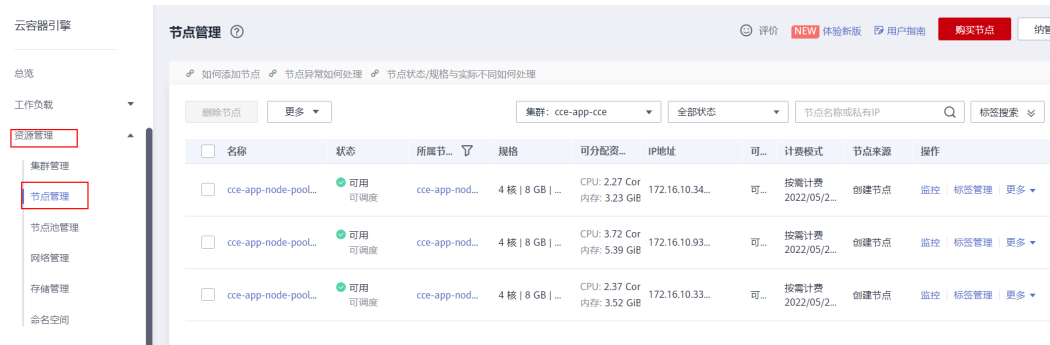 云容器引擎
总览
工作负载
资源管理
集群管理
节点管理
节点池管理
网络管理
存储管理
命名空间
节点管理
评价 NEW 体验新版 用户指南 购买节点 纳管
如何添加节点 节点异常如何处理 节点状态/规格与实际不同如何处理
删除节点 更多 集群: cce-app-cce 全部状态 节点名称或私有IP 标签搜索
名称 状态 所属节... 规格 可分配资... IP地址 可... 计费模式 节点来源 操作
cce-app-node-pool... 可用 cce-app-nod... 4 核 | 8 GB | ... CPU: 2.27 Cor 172.16.10.34... 可... 按需计费 创建节点 监控 标签管理 更多
可调度 内存: 3.23 GiB 2022/05/2...
cce-app-node-pool... 可用 cce-app-nod... 4 核 | 8 GB | ... CPU: 3.72 Cor 172.16.10.93... 可... 按需计费 创建节点 监控 标签管理 更多
可调度 内存: 5.39 GiB 2022/05/2...
cce-app-node-pool... 可用 cce-app-nod... 4 核 | 8 GB | ... CPU: 2.37 Cor 172.16.10.33... 可... 按需计费 创建节点 监控 标签管理 更多
可调度 内存: 3.52 GiB 2022/05/2...